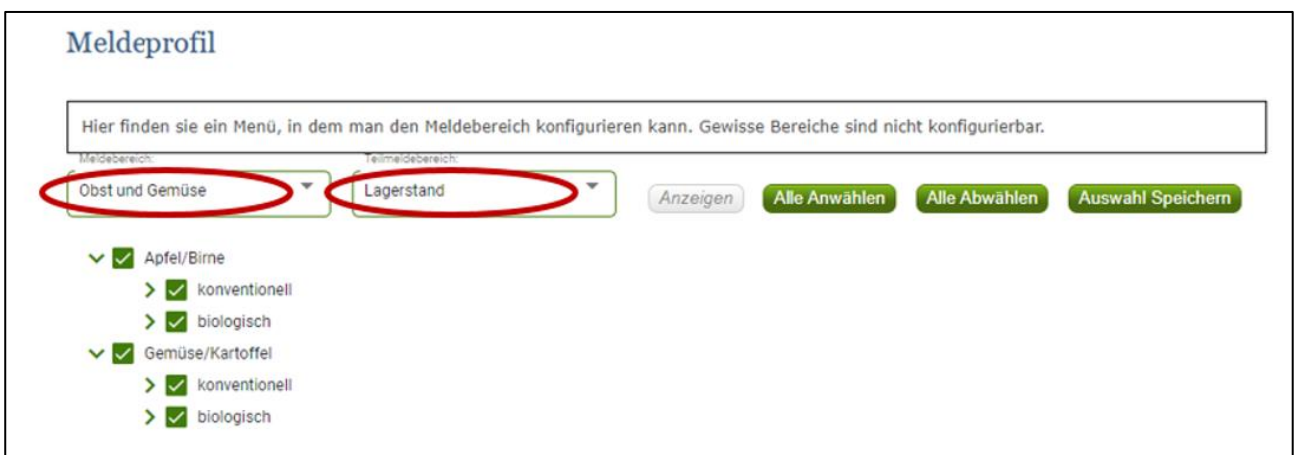 Meldeprofil
Hier finden sie ein Menü, in dem man den Meldebereich konfigurieren kann. Gewisse Bereiche sind nicht konfigurierbar.
Meldebereich: Teilmeldebereich:
Obst und Gemüse Lagerstand Anzeigen Alle Anwählen Alle Abwählen Auswahl Speichern
Apfel/Birne
konventionell
biologisch
Gemüse/Kartoffel
konventionell
biologisch